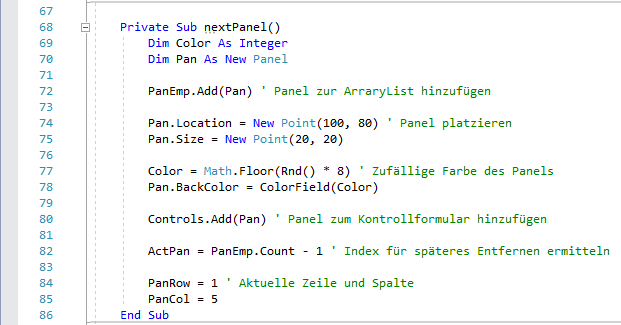 67
68 Private Sub nextPanel()
69 Dim Color As Integer
70 Dim Pan As New Panel
71
72 PanEmp.Add(Pan) ' Panel zur ArraryList hinzufügen
73
74 Pan.Location = New Point(100, 80) ' Panel platzieren
75 Pan.Size = New Point(20, 20)
76
77 Color = Math.Floor(Rnd() * 8) ' Zufällige Farbe des Panels
78 Pan.BackColor = ColorField(Color)
79
80 Controls.Add(Pan) ' Panel zum Kontrollformular hinzufügen
81
82 ActPan = PanEmp.Count - 1 ' Index für späteres Entfernen ermitteln
83
84 PanRow = 1 ' Aktuelle Zeile und Spalte
85 PanCol = 5
86 End Sub